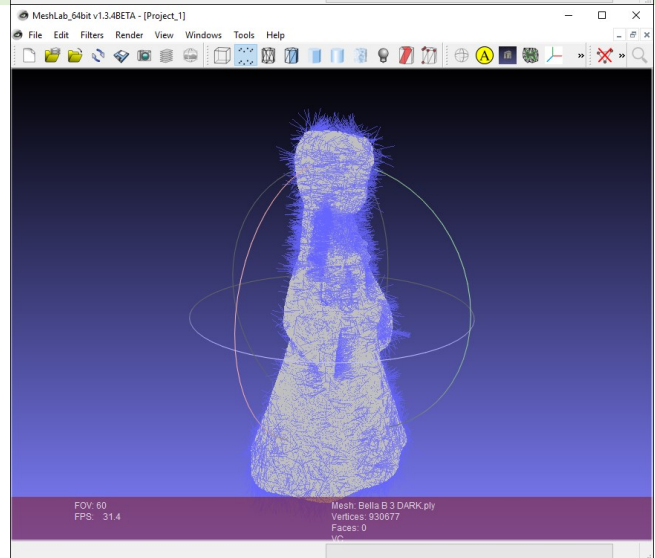 MeshLab_64bit v1.3.4BETA - [Project_1]
File Edit Filters Render View Windows Tools Help
A
FOV: 60
FPS: 31.4
Mesh: Bella B 3 DARK.ply
Vertices: 930677
Faces: 0
VC